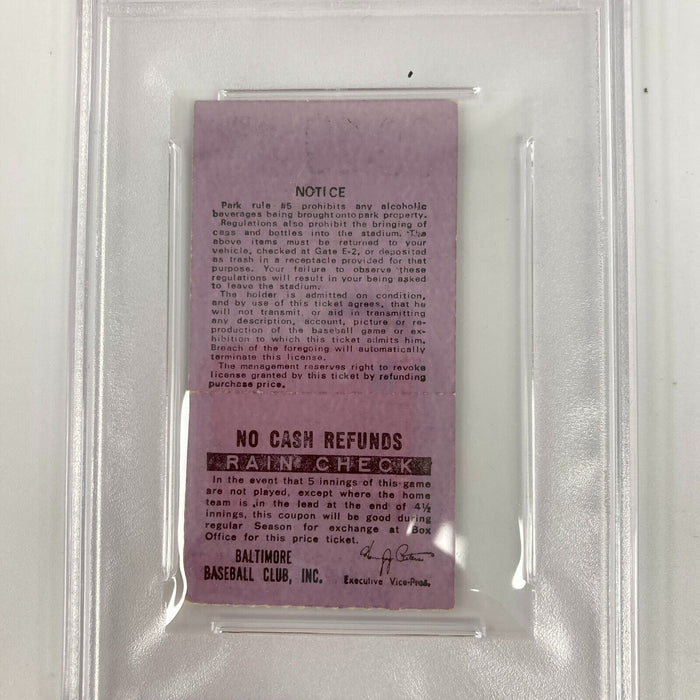 NOTICE
Park rule #5 prohibits any alcoholic
beverages being brought onto park property.
Regulations also prohibit the bringing of
cans and bottles into the stadium. The
above items must be returned to your
vehicle, checked at Gate E-2, or deposited
as trash in a receptacle provided for that
purpose. Your failure to observe these
regulations will result in your being asked
to leave the stadium.
The holder is admitted on condition,
and by use of this ticket agrees, that he
will not transmit, or aid in transmitting
any description, account, picture or re-
production of the baseball game or ex-
hibition to which this ticket admits him.
Breach of the foregoing will automatically
terminate this license.
The management reserves right to revoke
license granted by this ticket by refunding
purchase price.
NO CASH REFUNDS
RAIN CHECK
In the event that 5 innings of this game
are not played, except where the home
team is in the lead at the end of 4½
innings, this coupon will be good during
regular Season for exchange at Box
Office for this price ticket.
BALTIMORE
BASEBALL CLUB, INC.
Executive Vice-Pres.